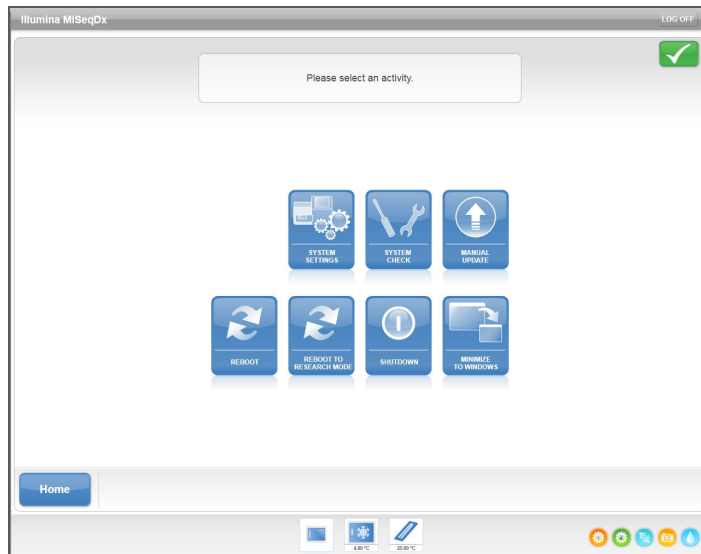 Illumina MiSeqDx
LOG OFF
Please select an activity.
SYSTEM
SETTINGS
SYSTEM
CHECK
MANUAL
UPDATE
REBOOT
REBOOT TO
RESEARCH MODE
SHUTDOWN
MINIMIZE
TO WINDOWS
Home
4.00 °C
25.00 °C